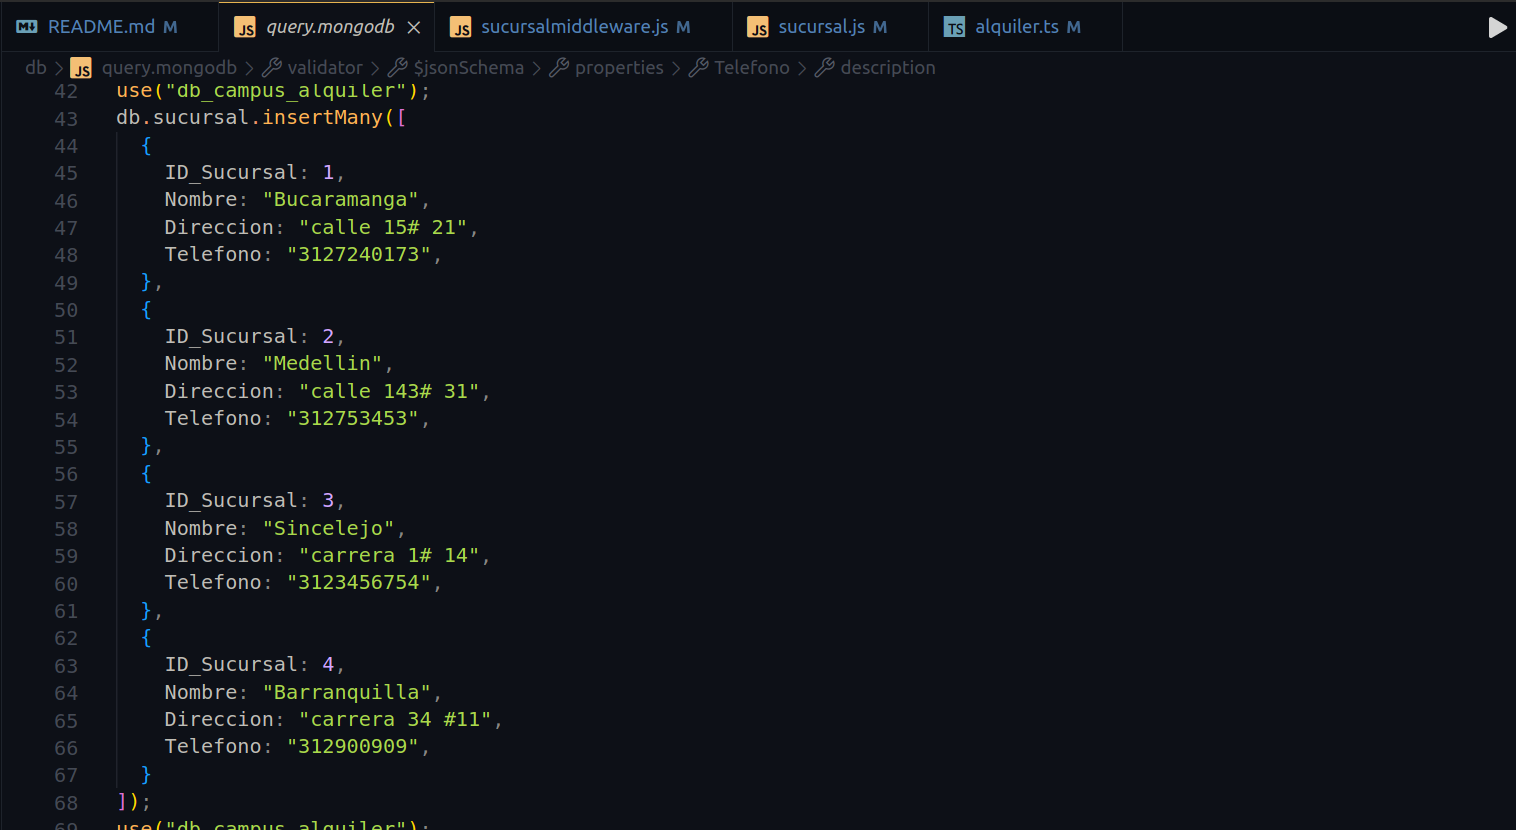 README.md M
query.mongodb
JS sucursalmiddleware.js M
JS sucursal.js M
TS alquiler.ts M
db > JS query.mongodb > validator > $jsonSchema > properties > Telefono > description
42 use("db_campus_alquiler");
43 db.sucursal.insertMany([
44 {
45 ID_Sucursal: 1,
46 Nombre: "Bucaramanga",
47 Direccion: "calle 15# 21",
48 Telefono: "3127240173",
49 },
50 {
51 ID_Sucursal: 2,
52 Nombre: "Medellin",
53 Direccion: "calle 143# 31",
54 Telefono: "312753453",
55 },
56 {
57 ID_Sucursal: 3,
58 Nombre: "Sincelejo",
59 Direccion: "carrera 1# 14",
60 Telefono: "3123456754",
61 },
62 {
63 ID_Sucursal: 4,
64 Nombre: "Barranquilla",
65 Direccion: "carrera 34 #11",
66 Telefono: "312900909",
67 }
68 ]);
69 use("db_campus_alquiler");